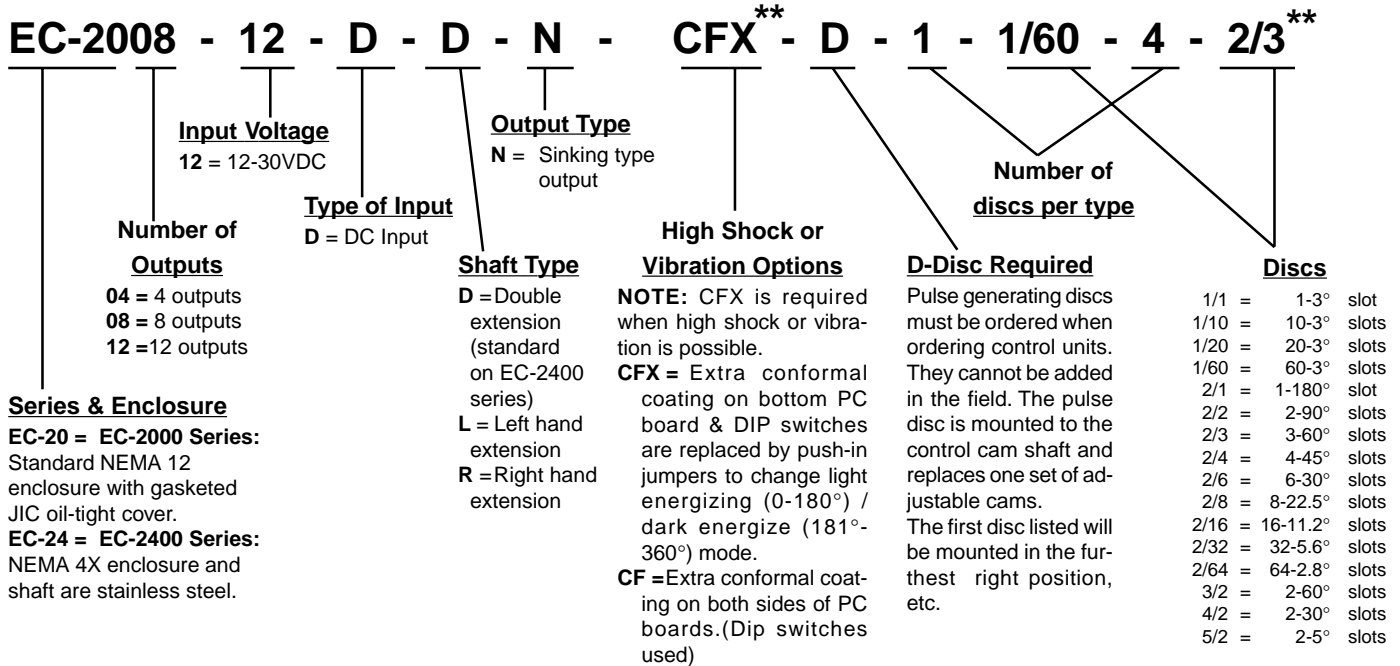 EC-2008 - 12 - D - D - N - CFX** - D - 1 - 1/60 - 4 - 2/3**
Input Voltage
12 = 12-30VDC
Output Type
N = Sinking type
output
Number of
Outputs
04 = 4 outputs
08 = 8 outputs
12 =12 outputs
Type of Input
D = DC Input
Series & Enclosure
EC-20 = EC-2000 Series:
Standard NEMA 12
enclosure with gasketed
JIC oil-tight cover.
EC-24 = EC-2400 Series:
NEMA 4X enclosure and
shaft are stainless steel.
Shaft Type
D =Double
extension
(standard
on EC-2400
series)
L = Left hand
extension
R =Right hand
extension
High Shock or
Vibration Options
NOTE: CFX is required
when high shock or vibra-
tion is possible.
CFX = Extra conformal
coating on bottom PC
board & DIP switches
are replaced by push-in
jumpers to change light
energizing (0-180°) /
dark energize (181°-
360°) mode.
CF =Extra conformal coat-
ing on both sides of PC
boards.(Dip switches
used)
D-Disc Required
Pulse generating discs
must be ordered when
ordering control units.
They cannot be added
in the field. The pulse
disc is mounted to the
control cam shaft and
replaces one set of ad-
justable cams.
The first disc listed will
be mounted in the fur-
thest right position,
etc.
Number of
discs per type
Discs
1/1 = 1-3° slot
1/10 = 10-3° slots
1/20 = 20-3° slots
1/60 = 60-3° slots
2/1 = 1-180° slot
2/2 = 2-90° slots
2/3 = 3-60° slots
2/4 = 4-45° slots
2/6 = 6-30° slots
2/8 = 8-22.5° slots
2/16 = 16-11.2° slots
2/32 = 32-5.6° slots
2/64 = 64-2.8° slots
3/2 = 2-60° slots
4/2 = 2-30° slots
5/2 = 2-5° slots